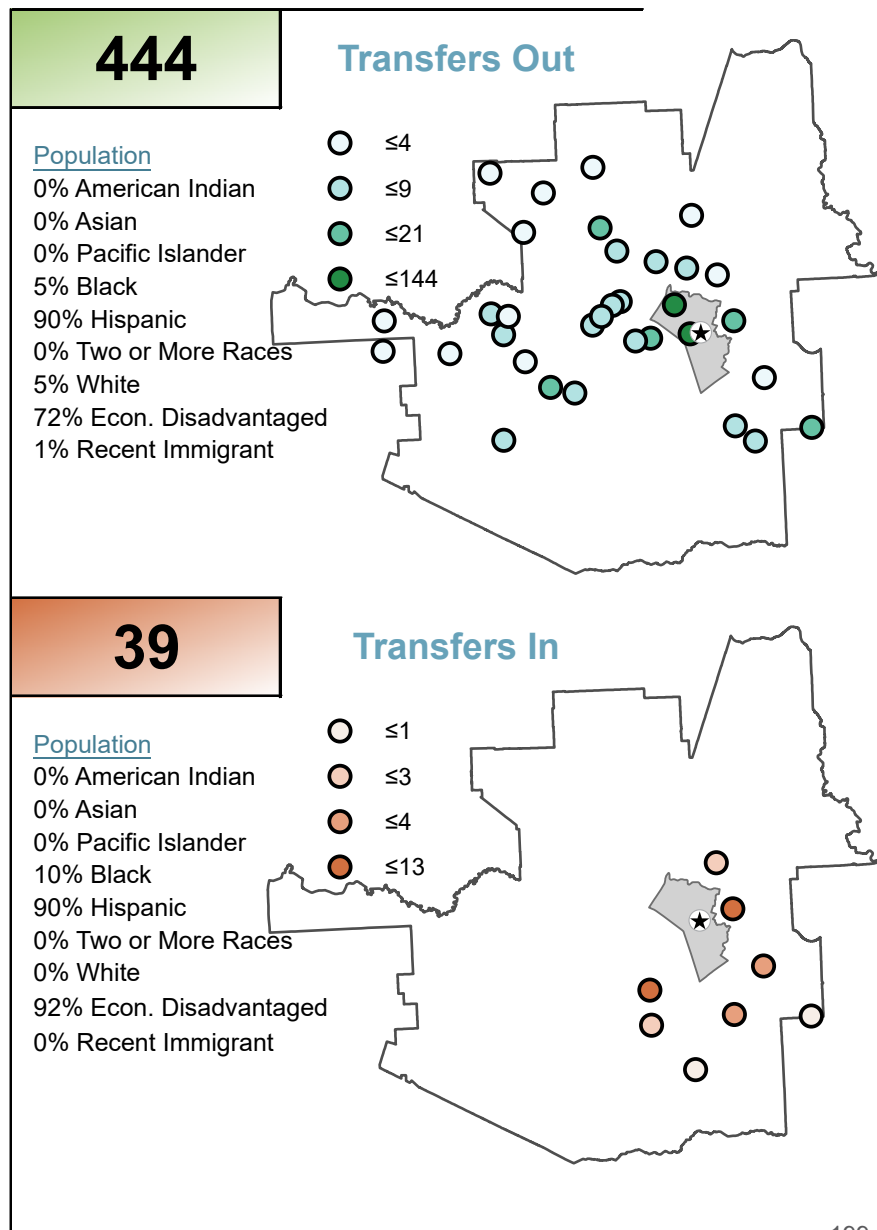 444
Transfers Out
Population
0% American Indian
0% Asian
0% Pacific Islander
5% Black
90% Hispanic
0% Two or More Races
5% White
72% Econ. Disadvantaged
1% Recent Immigrant
≤4
≤9
≤21
≤144
39
Transfers In
Population
0% American Indian
0% Asian
0% Pacific Islander
10% Black
90% Hispanic
0% Two or More Races
0% White
92% Econ. Disadvantaged
0% Recent Immigrant
≤1
≤3
≤4
≤13